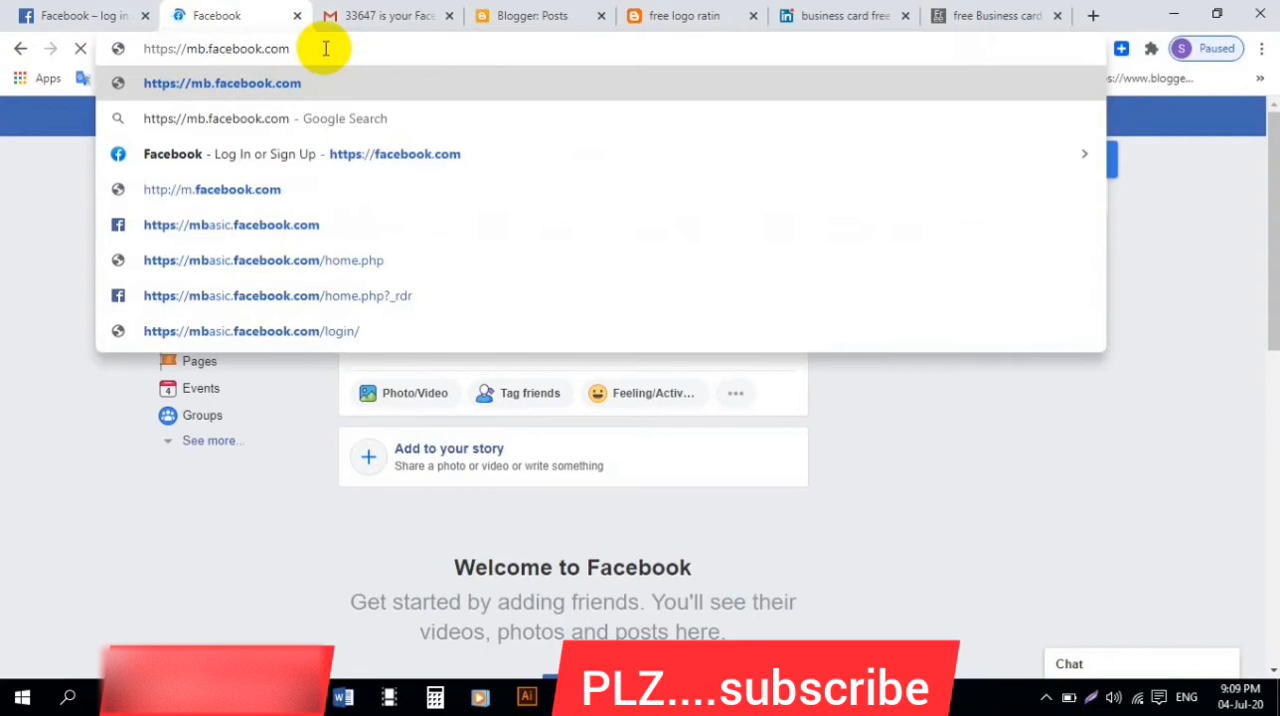 Facebook – log in
Facebook
33647 is your Face
Blogger: Posts
free logo ratin
business card free
free Business card
https://mb.facebook.com
Paused
Apps
s://www.blogge...
https://mb.facebook.com
https://mb.facebook.com - Google Search
Facebook - Log In or Sign Up - https://facebook.com
http://m.facebook.com
https://mbasic.facebook.com
https://mbasic.facebook.com/home.php
https://mbasic.facebook.com/home.php?_rdr
https://mbasic.facebook.com/login/
Pages
Events
Groups
See more...
Photo/Video
Tag friends
Feeling/Activ...
Add to your story
Share a photo or video or write something
Welcome to Facebook
Get started by adding friends. You'll see their
videos, photos and posts here.
Chat
PLZ....subscribe
ENG
9:09 PM
04-Jul-20